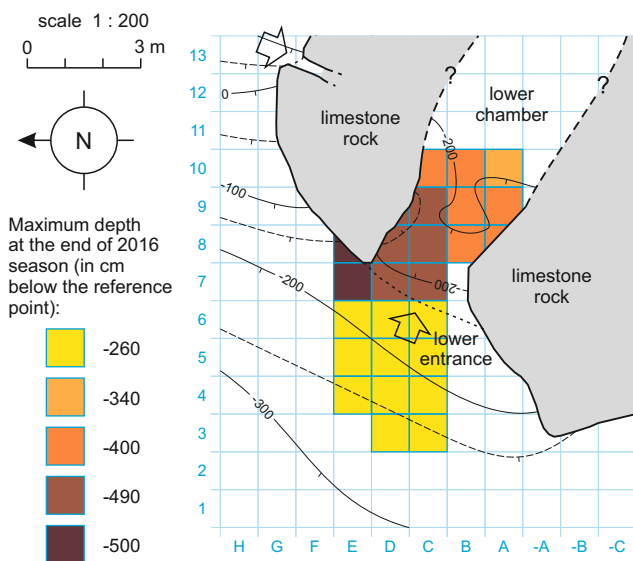 scale 1 : 200
0 3 m
N
Maximum depth
at the end of 2016
season (in cm
below the reference
point):
-260
-340
-400
-490
-500
13
12
11
10
9
8
7
6
5
4
3
2
1
H G F E D C B A -A -B -C
limestone
rock
lower
chamber
limestone
rock
lower
entrance
?
?
0
-100
-200
-300
-200
-200